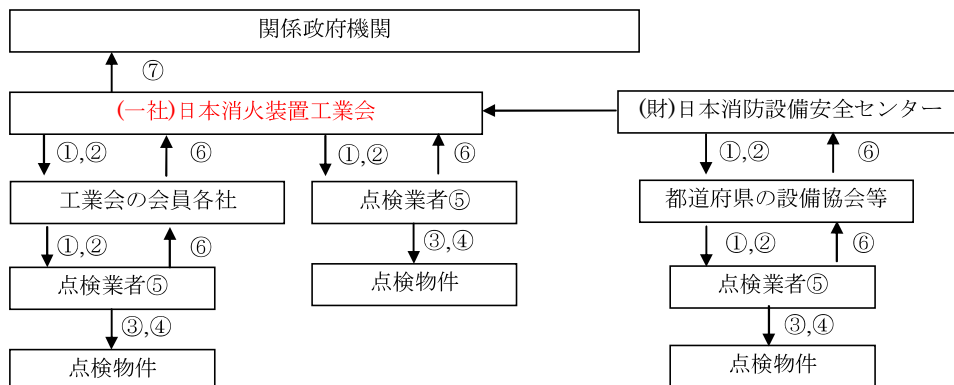 関係政府機関
⑦
(一社)日本消火装置工業会
(財)日本消防設備安全センター
①,②
⑥
①,②
⑥
①,②
⑥
工業会の会員各社
点検業者⑤
都道府県の設備協会等
①,②
⑥
③,④
①,②
⑥
点検業者⑤
点検物件
点検業者⑤
③,④
③,④
点検物件
点検物件